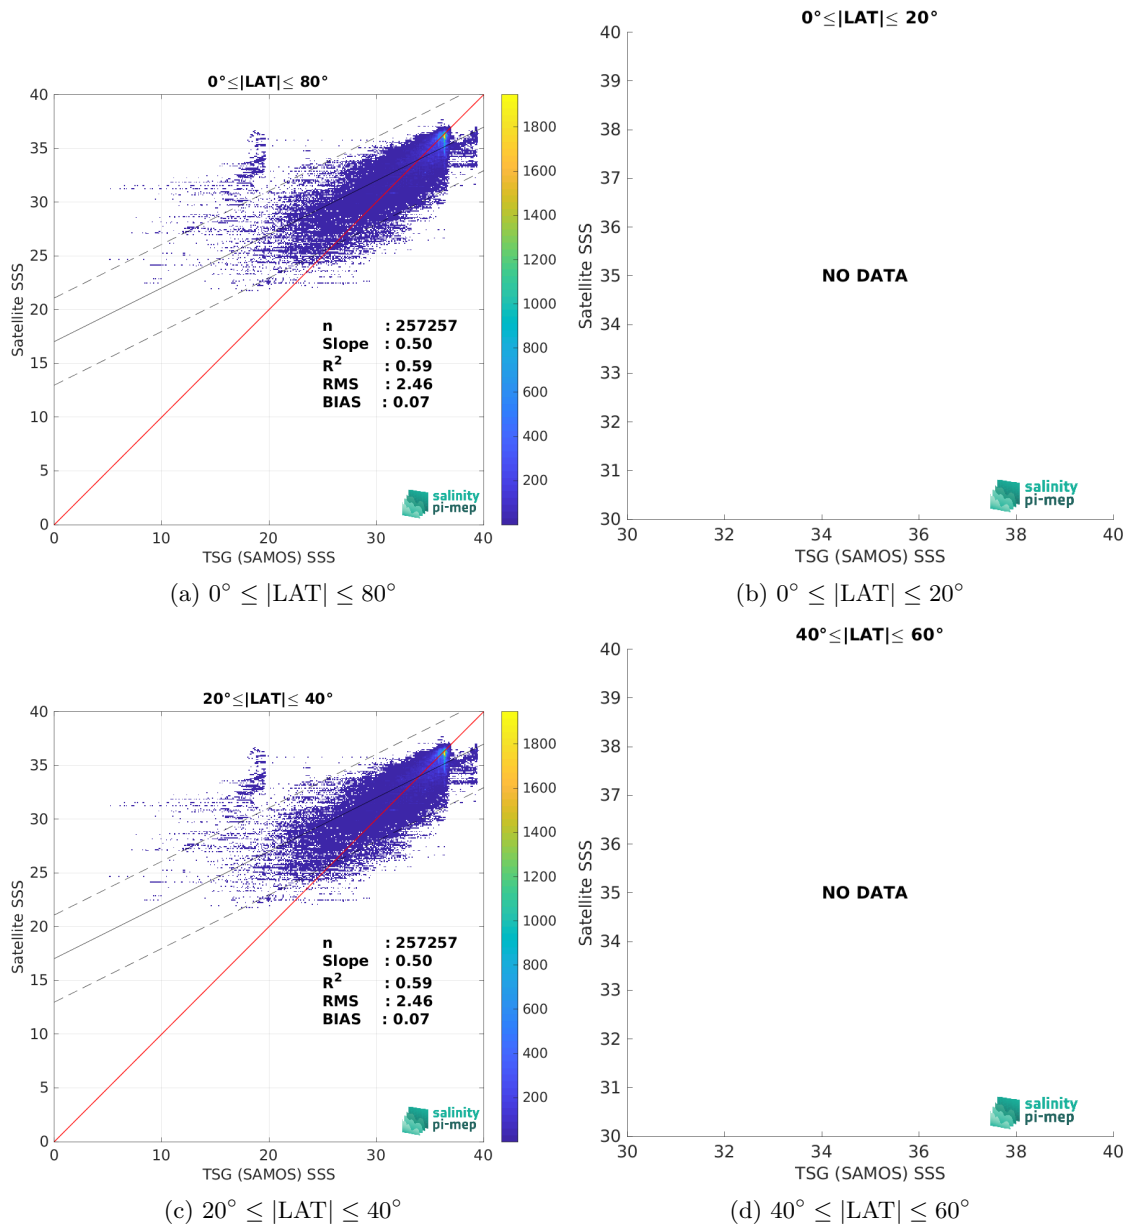 0°≤|LAT|≤ 80°
40
35
30
25
20
15
10
5
0
Satellite SSS
n : 257257
Slope : 0.50
R² : 0.59
RMS : 2.46
BIAS : 0.07
salinity
pi-mep
0 10 20 30 40
TSG (SAMOS) SSS
1800
1600
1400
1200
1000
800
600
400
200
(a) 0° ≤ |LAT| ≤ 80°
0°≤|LAT|≤ 20°
40
39
38
37
36
35
34
33
32
31
30
Satellite SSS
NO DATA
salinity
pi-mep
30 32 34 36 38 40
TSG (SAMOS) SSS
(b) 0° ≤ |LAT| ≤ 20°
20°≤|LAT|≤ 40°
40
35
30
25
20
15
10
5
0
Satellite SSS
n : 257257
Slope : 0.50
R² : 0.59
RMS : 2.46
BIAS : 0.07
salinity
pi-mep
0 10 20 30 40
TSG (SAMOS) SSS
1800
1600
1400
1200
1000
800
600
400
200
(c) 20° ≤ |LAT| ≤ 40°
40°≤|LAT|≤ 60°
40
39
38
37
36
35
34
33
32
31
30
Satellite SSS
NO DATA
salinity
pi-mep
30 32 34 36 38 40
TSG (SAMOS) SSS
(d) 40° ≤ |LAT| ≤ 60°